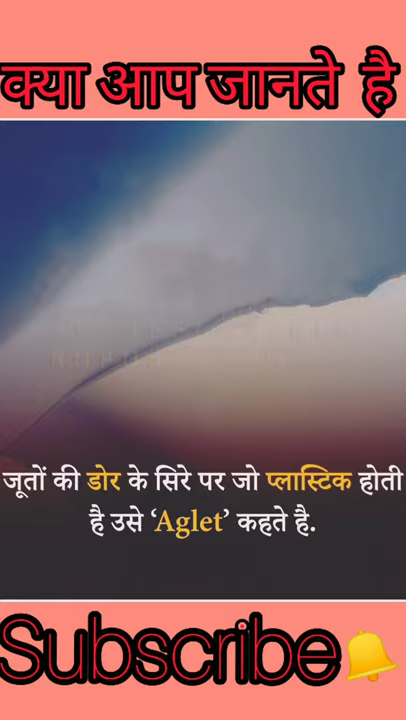 क्या आप जानते है
जूतों की डोर के सिरे पर जो प्लास्टिक होती
है उसे ‘Aglet’ कहते है.
Subscribe🔔